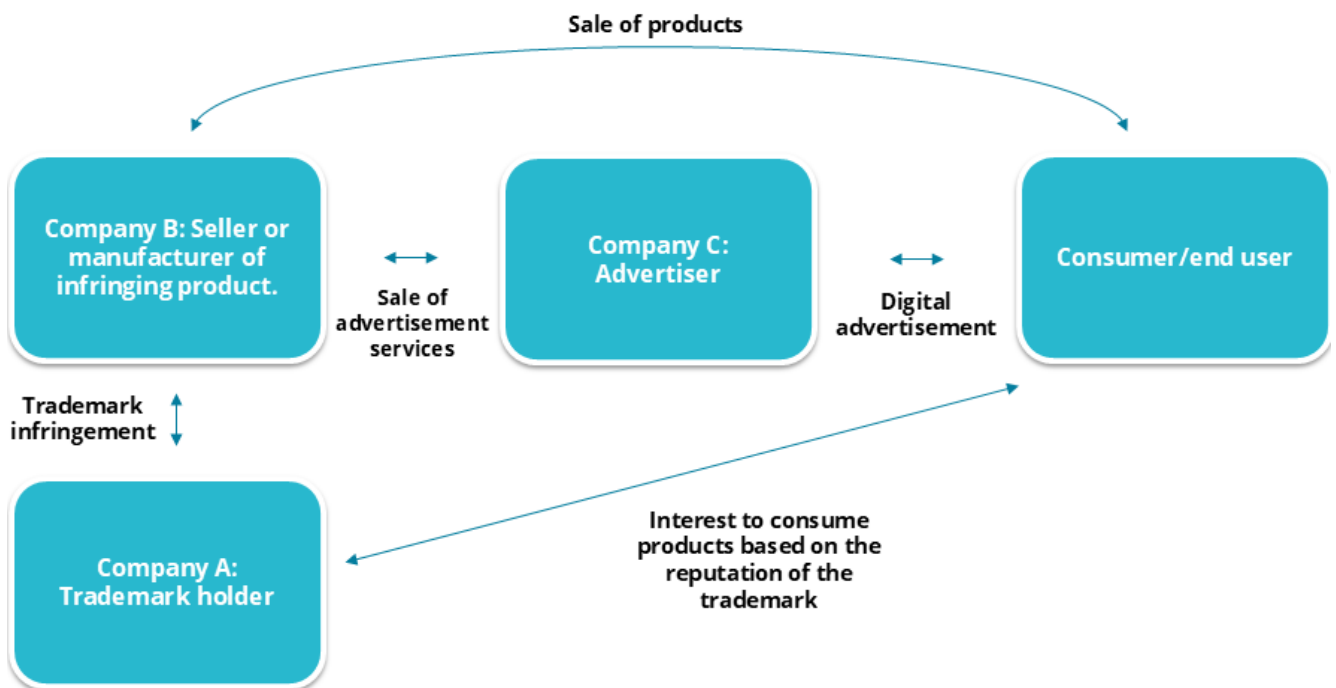 Sale of products
Company B: Seller or
manufacturer of
infringing product.
Company C:
Advertiser
Consumer/end user
Sale of
advertisement
services
Digital
advertisement
Trademark
infringement
Company A:
Trademark holder
Interest to consume
products based on the
reputation of the
trademark